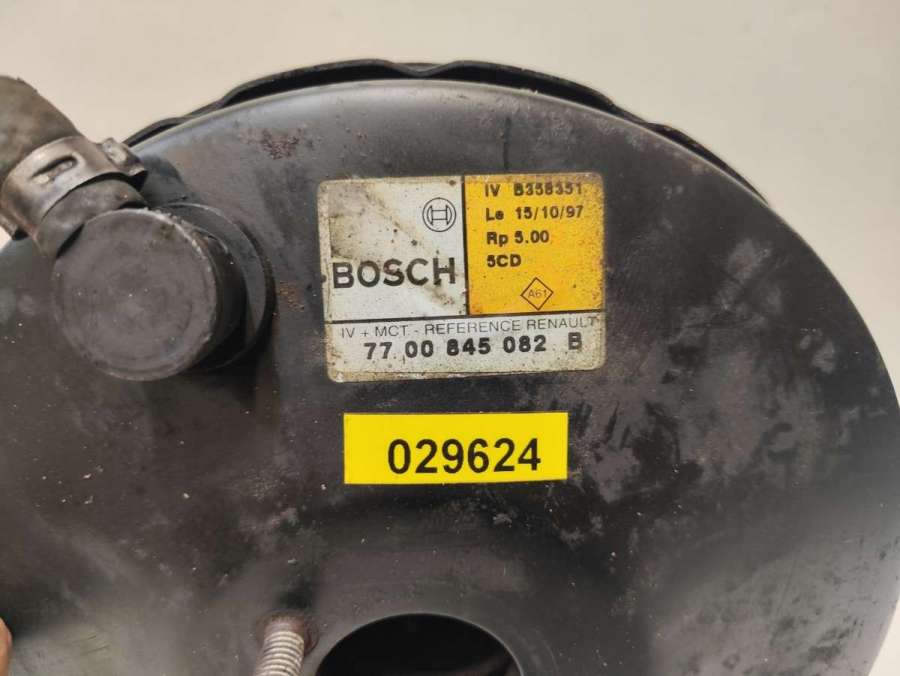 IV B358351
Le 15/10/97
Rp 5.00
5CD
A61
BOSCH
IV + MCT. - REFERENCE RENAULT
77 00 845 082 B
029624